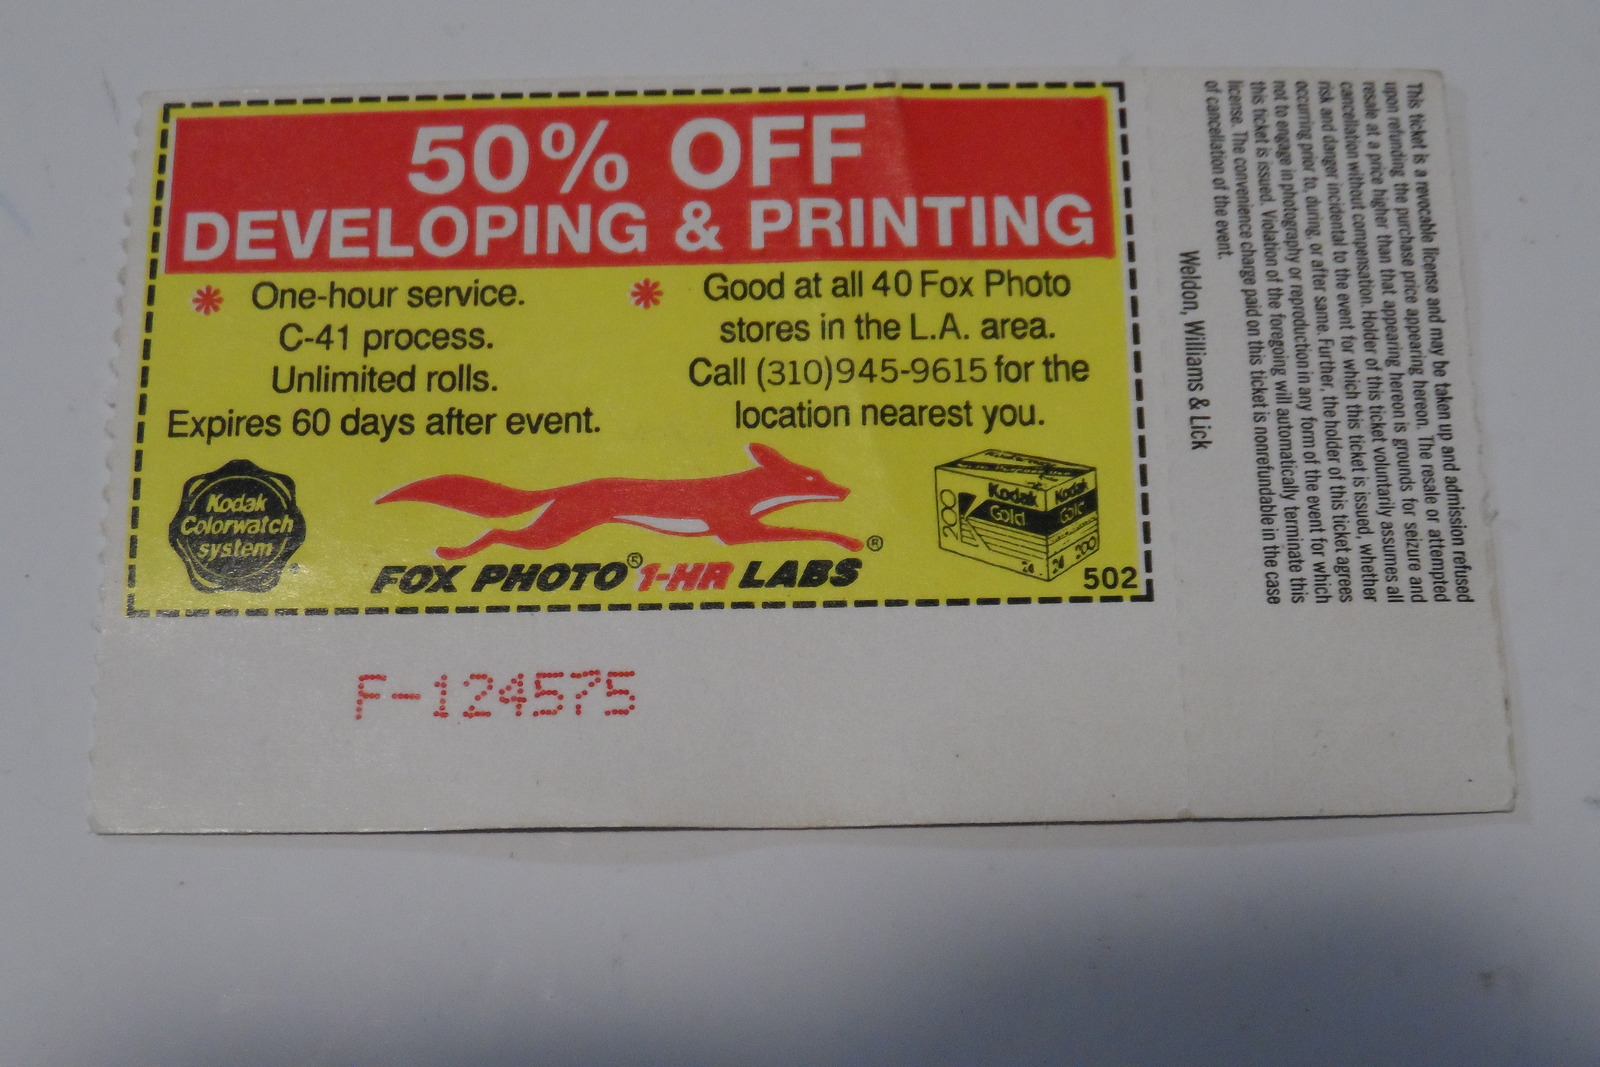 50% OFF
DEVELOPING & PRINTING
* One-hour service.
C-41 process.
Unlimited rolls.
Expires 60 days after event.
* Good at all 40 Fox Photo
stores in the L.A. area.
Call (310)945-9615 for the
location nearest you.
Kodak
Colorwatch
system
FOX PHOTO® 1-HR LABS ®
Kodak
Gold
200
24
Kodak
Gold
200
24
502
F-124575
This ticket is a revocable license and may be taken up and admission refused
upon refunding the purchase price appearing hereon. The resale or attempted
resale at a price higher than that appearing hereon is grounds for seizure and
cancellation without compensation. Holder of this ticket voluntarily assumes all
risk and danger incidental to the event for which this ticket is issued, whether
occurring prior to, during, or after same. Further, the holder of this ticket agrees
not to engage in photography or reproduction in any form of the event for which
this ticket is issued. Violation of the foregoing will automatically terminate this
license. The convenience charge paid on this ticket is nonrefundable in the case
of cancellation of the event.
Weldon, Williams & Lick